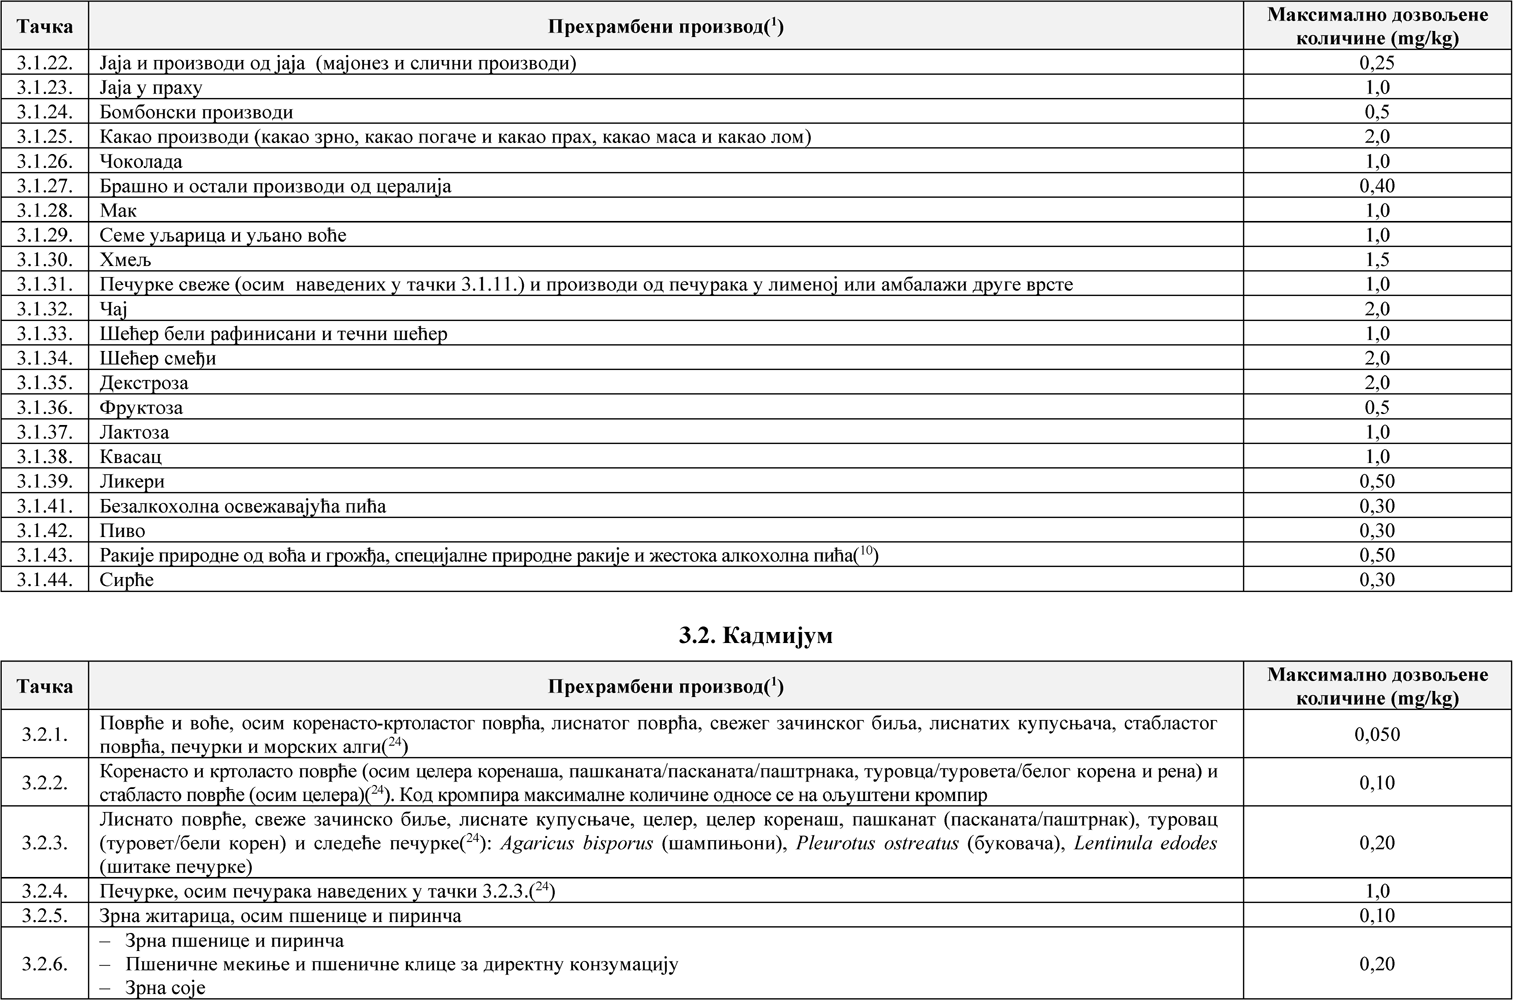 Тачка Прехрамбени производ(1) Максимално дозвољене
количине (mg/kg)
3.1.22. Јаја и производи од јаја (мајонез и слични производи) 0,25
3.1.23. Јаја у праху 1,0
3.1.24. Бомбонски производи 0,5
3.1.25. Какао производи (какао зрно, какао погаче и какао прах, какао маса и какао лом) 2,0
3.1.26. Чоколада 1,0
3.1.27. Брашно и остали производи од цералија 0,40
3.1.28. Мак 1,0
3.1.29. Семе уљарица и уљано воће 1,0
3.1.30. Хмељ 1,5
3.1.31. Печурке свеже (осим наведених у тачки 3.1.11.) и производи од печурака у лименој или амбалажи друге врсте 1,0
3.1.32. Чај 2,0
3.1.33. Шећер бели рафинисани и течни шећер 1,0
3.1.34. Шећер смеђи 2,0
3.1.35. Декстроза 2,0
3.1.36. Фруктоза 0,5
3.1.37. Лактоза 1,0
3.1.38. Квасац 1,0
3.1.39. Ликери 0,50
3.1.41. Безалкохолна освежавајућа пића 0,30
3.1.42. Пиво 0,30
3.1.43. Ракије природне од воћа и грожђа, специјалне природне ракије и жестока алкохолна пића(10) 0,50
3.1.44. Сирће 0,30
3.2. Кадмијум
Тачка Прехрамбени производ(1) Максимално дозвољене
количине (mg/kg)
3.2.1. Поврће и воће, осим коренасто-кртоластог поврћа, лиснатог поврћа, свежег зачинског биља, лиснатих купусњача, стабластог
поврћа, печурки и морских алги(24) 0,050
3.2.2. Коренасто и кртоласто поврће (осим целера коренаша, пашканата/пасканата/паштрнака, туровца/туровета/белог корена и рена) и
стабласто поврће (осим целера)(24). Код кромпира максималне количине односе се на ољуштени кромпир 0,10
Лиснато поврће, свеже зачинско биље, лиснате купусњаче, целер, целер коренаш, пашканат (пасканата/паштрнак), туровац
3.2.3. (туровет/бели корен) и следеће печурке(24): Agaricus bisporus (шампињони), Pleurotus ostreatus (буковача), Lentinula edodes 0,20
(шитаке печурке)
3.2.4. Печурке, осим печурака наведених у тачки 3.2.3.(24) 1,0
3.2.5. Зрна житарица, осим пшенице и пиринча 0,10
– Зрна пшенице и пиринча
3.2.6. – Пшеничне мекиње и пшеничне клице за директну конзумацију 0,20
– Зрна соје